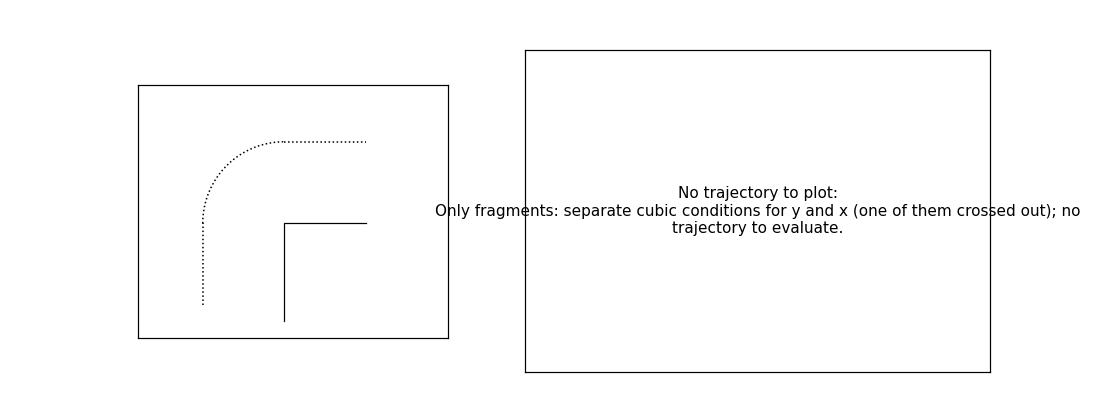 No trajectory to plot:
Only fragments: separate cubic conditions for y and x (one of them crossed out); no
trajectory to evaluate.